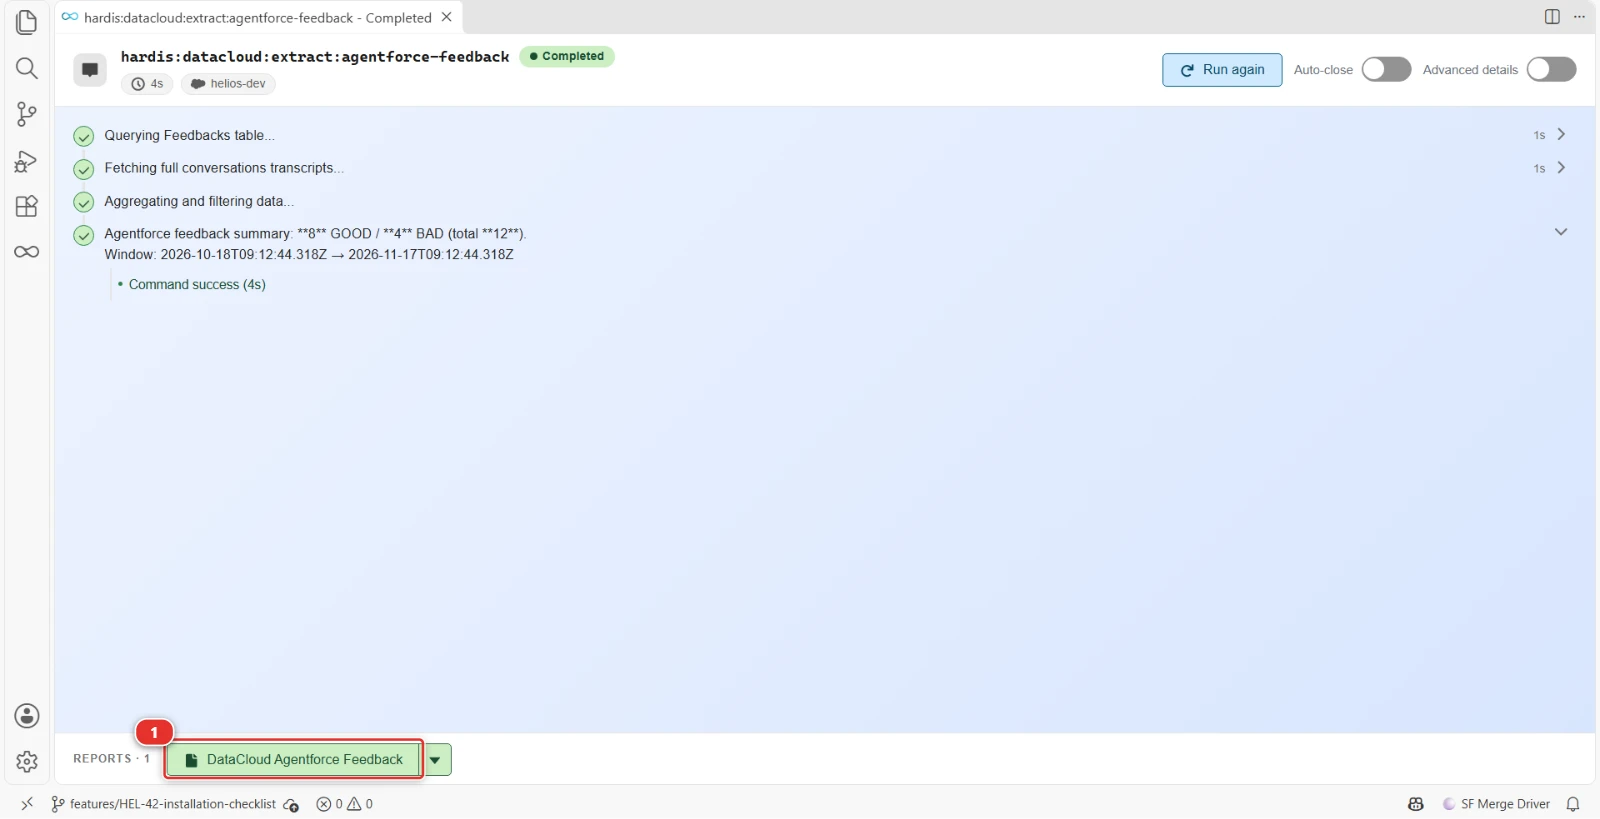 hardis:datacloud:extract:agentforce-feedback - Completed
hardis:datacloud:extract:agentforce-feedback
Completed
4s
helios-dev
Run again
Auto-close
Advanced details
Querying Feedbacks table...
1s
Fetching full conversations transcripts...
1s
Aggregating and filtering data...
Agentforce feedback summary: **8** GOOD / **4** BAD (total **12**).
Window: 2026-10-18T09:12:44.318Z → 2026-11-17T09:12:44.318Z
• Command success (4s)
1
REPORTS · 1
DataCloud Agentforce Feedback
features/HEL-42-installation-checklist
0
0
SF Merge Driver